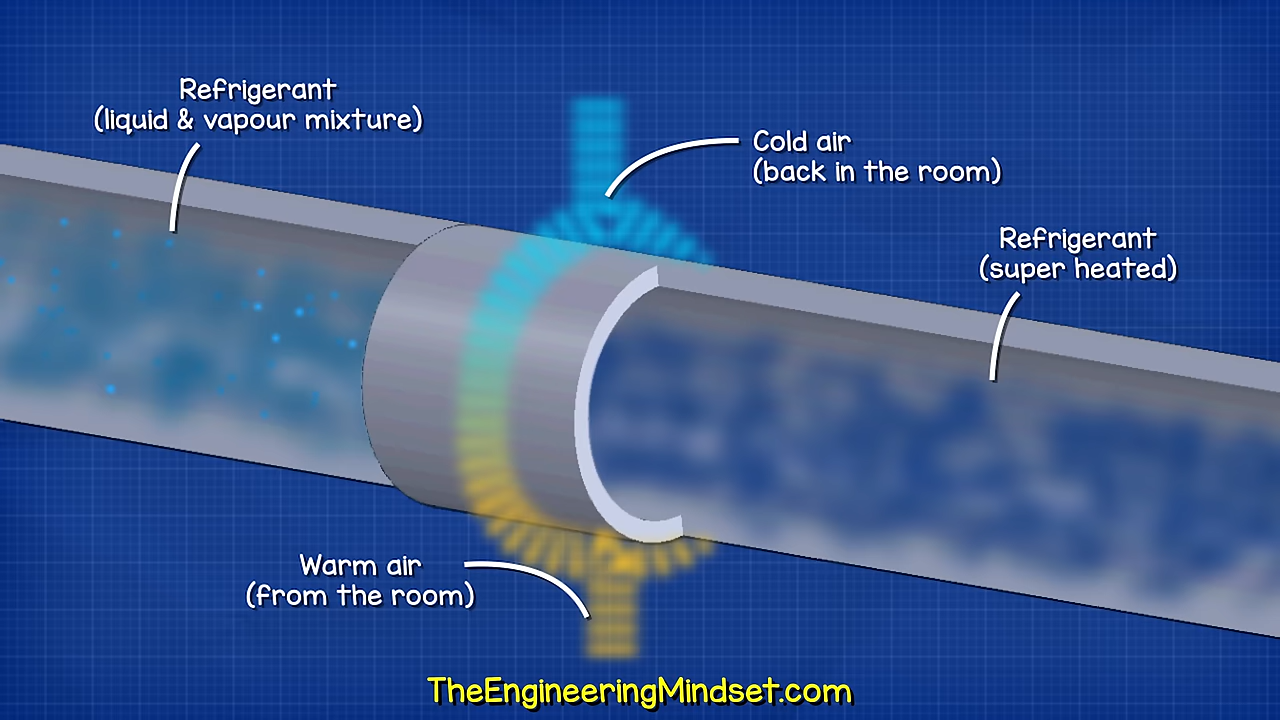 Refrigerant
(liquid & vapour mixture)
Cold air
(back in the room)
Refrigerant
(super heated)
Warm air
(from the room)
TheEngineeringMindset.com